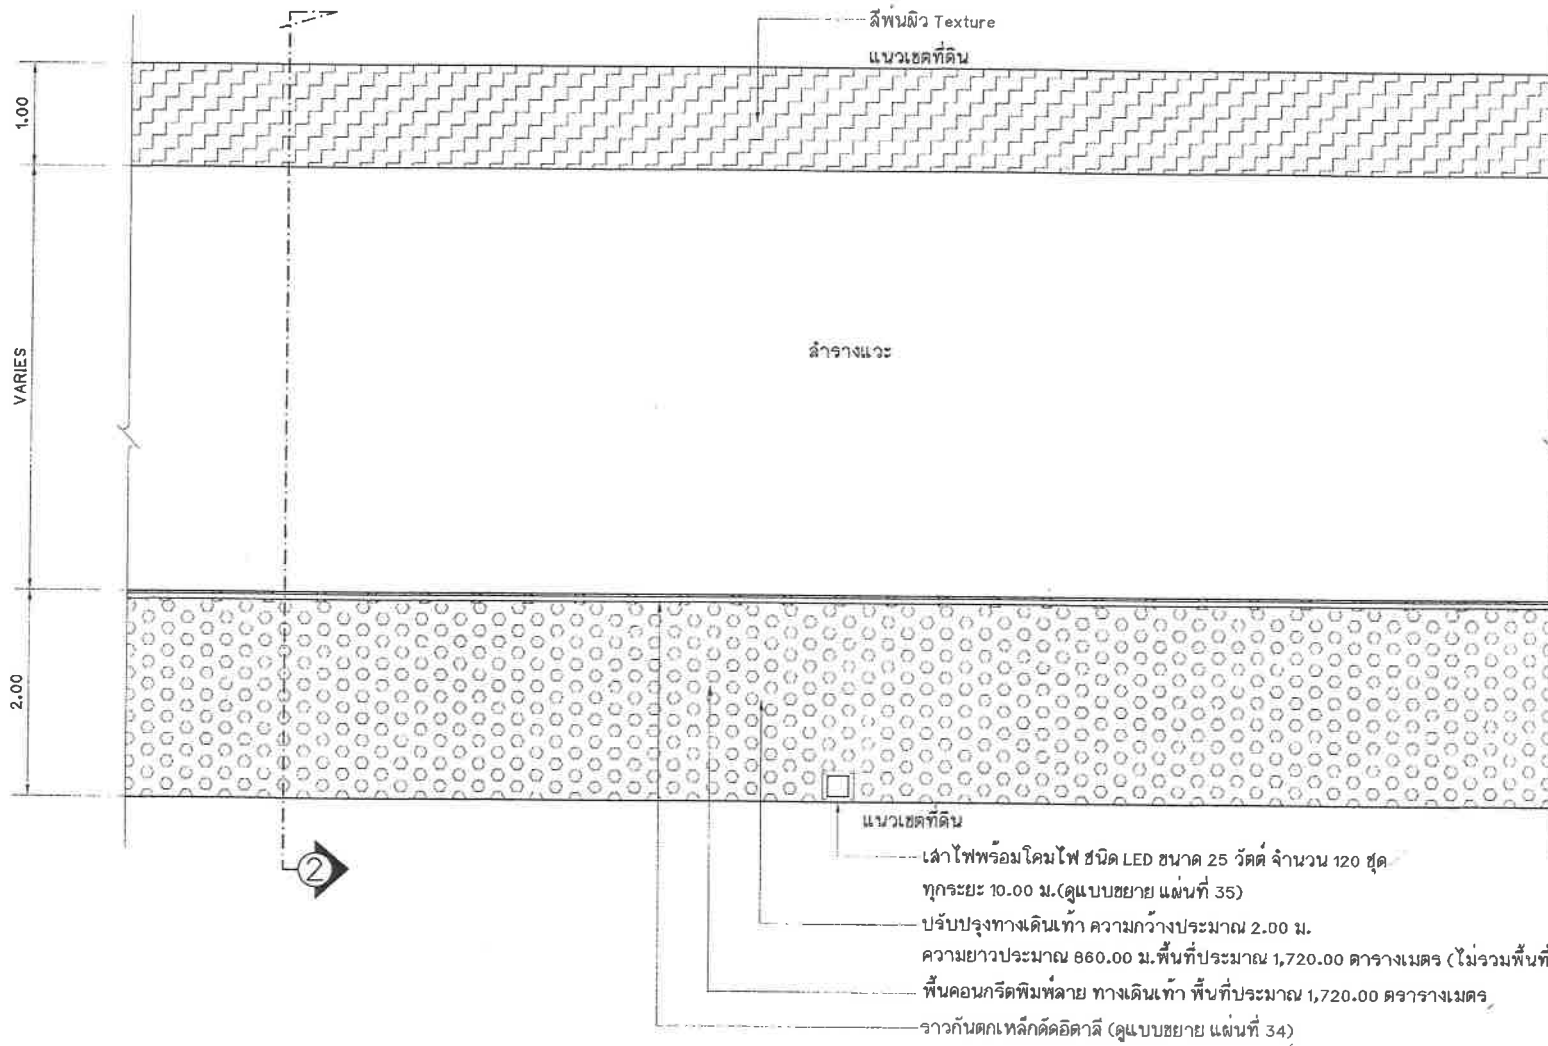 สีพ่นผิว Texture
แนวเขตที่ดิน
1.00
VARIES
ลำรางแวะ
2.00
แนวเขตที่ดิน
2
เสาไฟพร้อมโคมไฟ ชนิด LED ขนาด 25 วัตต์ จำนวน 120 ชุด
ทุกระยะ 10.00 ม.(ดูแบบขยาย แผ่นที่ 35)
ปรับปรุงทางเดินเท้า ความกว้างประมาณ 2.00 ม.
ความยาวประมาณ 860.00 ม.พื้นที่ประมาณ 1,720.00 ตารางเมตร (ไม่รวมพื้นที่
พื้นคอนกรีตพิมพ์ลาย ทางเดินเท้า พื้นที่ประมาณ 1,720.00 ตรารางเมตร
ราวกันตกเหล็กดัดอิตาลี (ดูแบบขยาย แผ่นที่ 34)